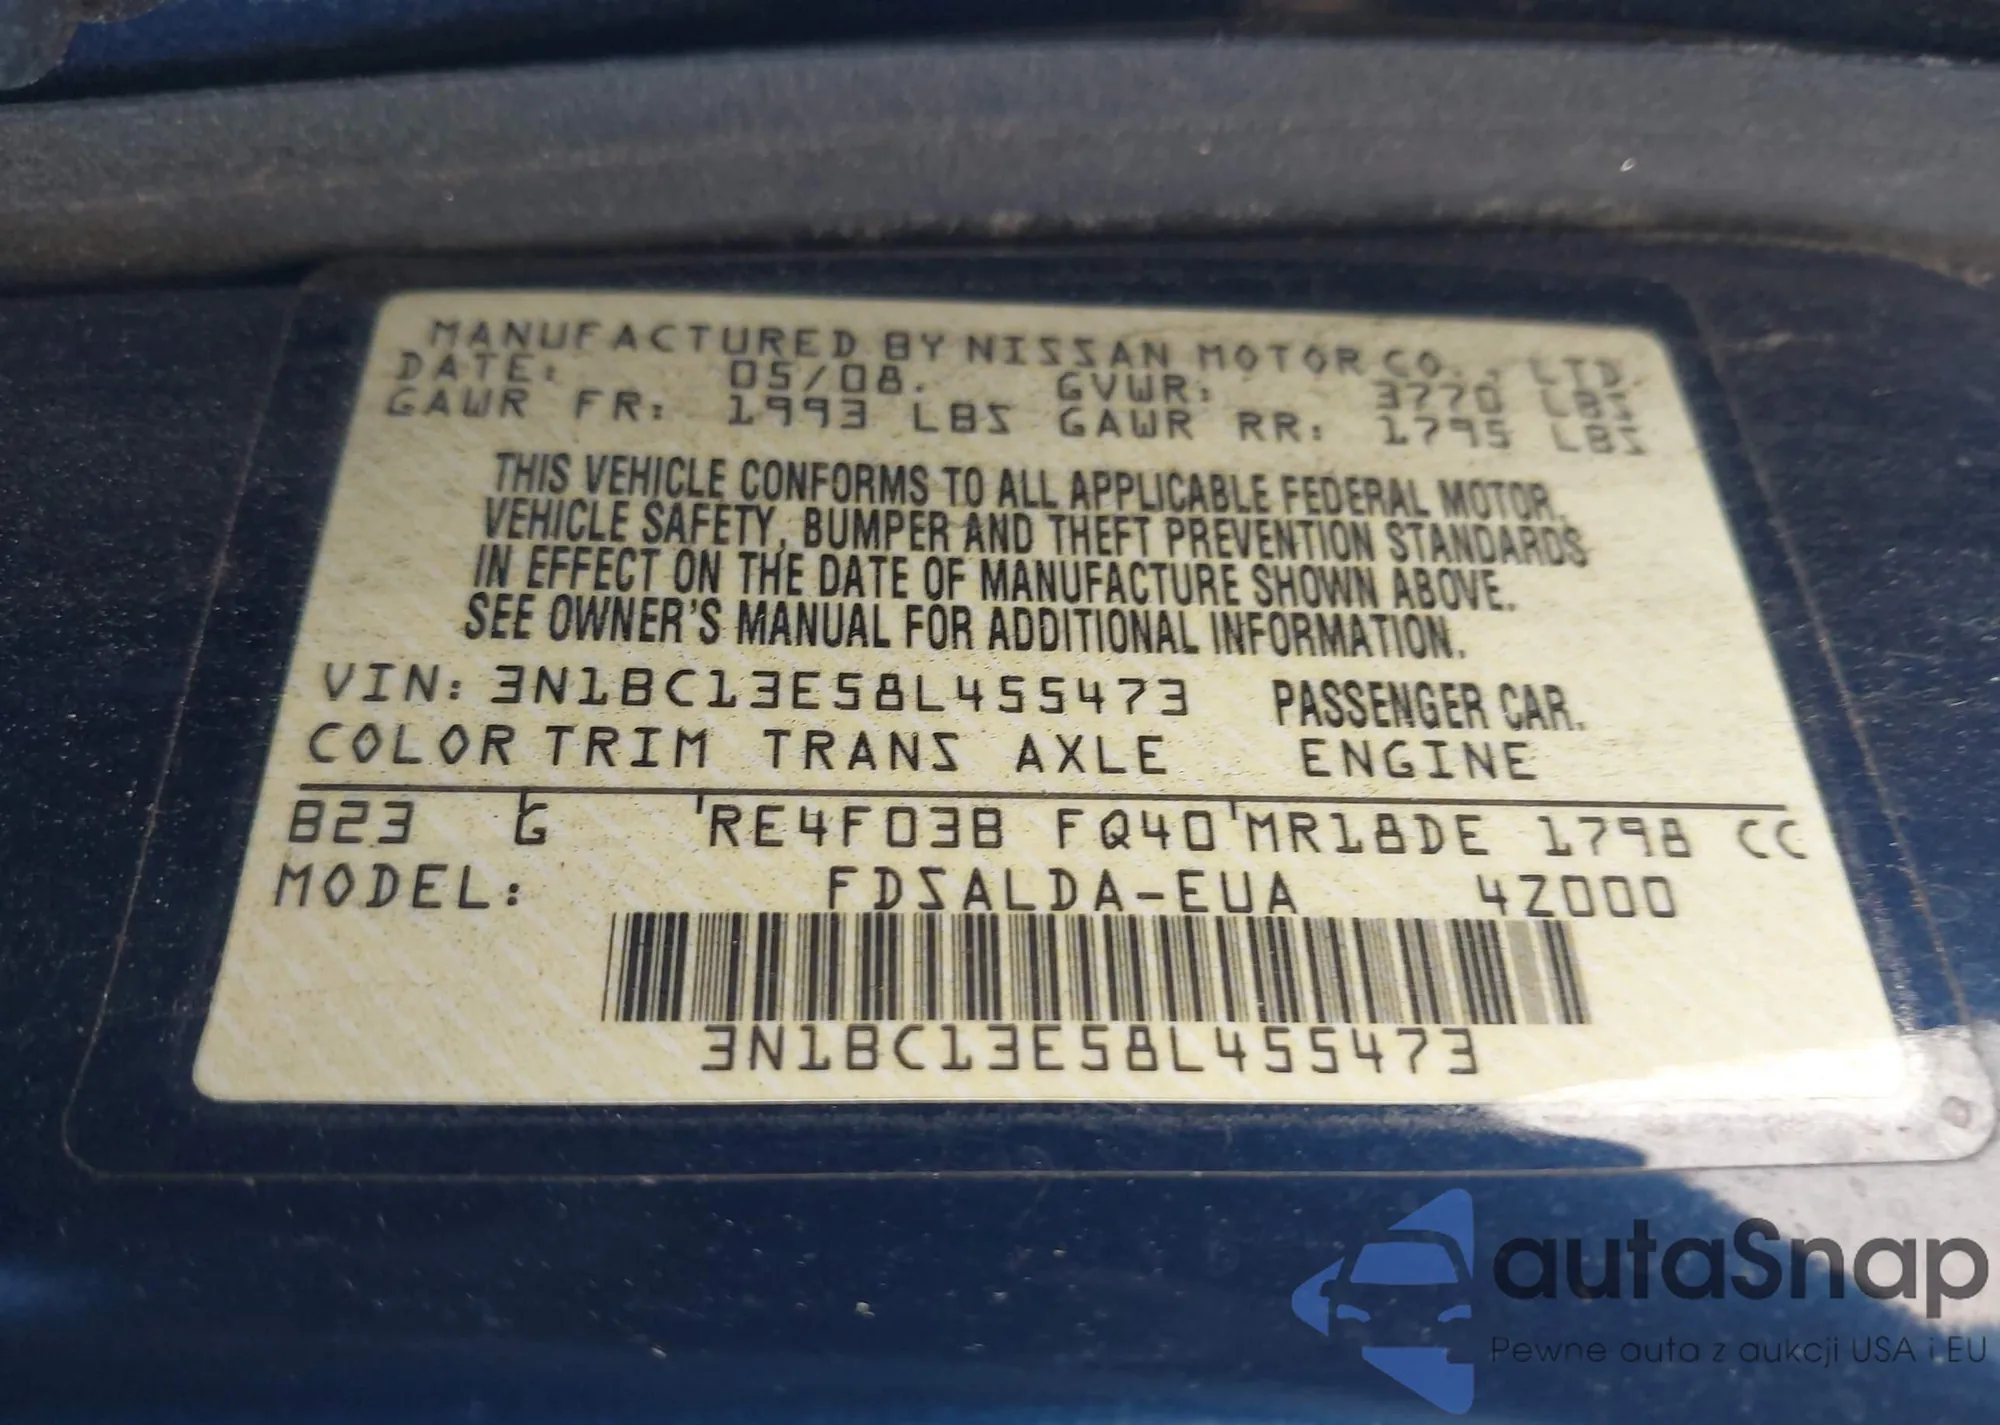 MANUFACTURED BY NISSAN MOTOR CO., LTD.
DATE: 05/08. GVWR: 3770 LBS
GAWR FR: 1993 LBS GAWR RR: 1795 LBS
THIS VEHICLE CONFORMS TO ALL APPLICABLE FEDERAL MOTOR
VEHICLE SAFETY, BUMPER AND THEFT PREVENTION STANDARDS
IN EFFECT ON THE DATE OF MANUFACTURE SHOWN ABOVE.
SEE OWNER'S MANUAL FOR ADDITIONAL INFORMATION.
VIN: 3N1BC13E58L455473 PASSENGER CAR.
COLOR TRIM TRANS AXLE ENGINE
B23 G 'RE4F03B FQ40'MR18DE 1798 CC
MODEL: FDSALDA-EUA 4Z000
3N1BC13E58L455473
autaSnap
Pewne auta z aukcji USA i EU